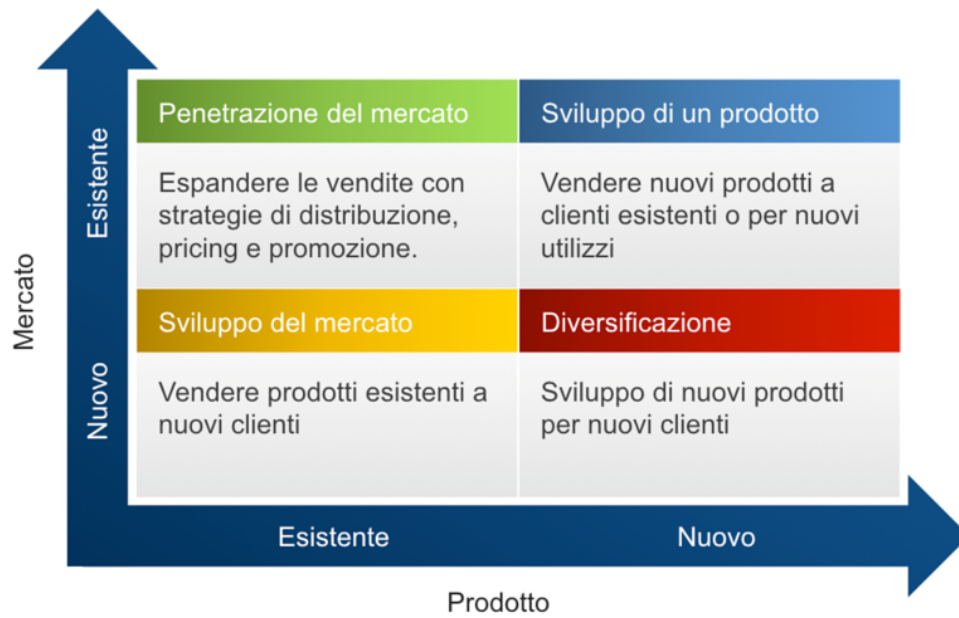 Mercato
Esistente
Nuovo
Penetrazione del mercato
Espandere le vendite con
strategie di distribuzione,
pricing e promozione.
Sviluppo di un prodotto
Vendere nuovi prodotti a
clienti esistenti o per nuovi
utilizzi
Sviluppo del mercato
Vendere prodotti esistenti a
nuovi clienti
Diversificazione
Sviluppo di nuovi prodotti
per nuovi clienti
Esistente
Nuovo
Prodotto